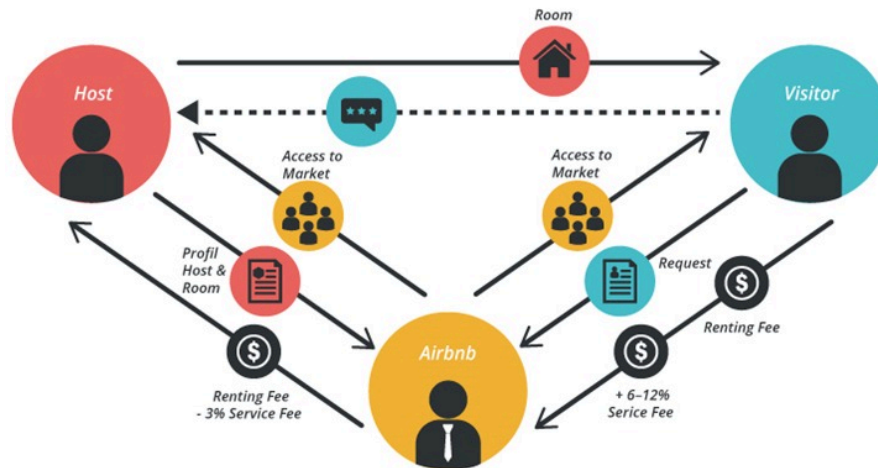 Room
Host
Visitor
Access to
Market
Access to
Market
Profil
Host &
Room
Request
Renting Fee
Airbnb
Renting Fee
- 3% Service Fee
+ 6–12%
Serice Fee